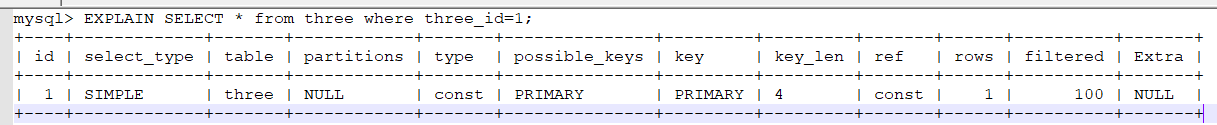 mysql> EXPLAIN SELECT * from three where three_id=1;
+----+-------------+-------+------------+-------+---------------+---------+---------+-------+------+----------+-------+
| id | select_type | table | partitions | type  | possible_keys | key     | key_len | ref   | rows | filtered | Extra |
+----+-------------+-------+------------+-------+---------------+---------+---------+-------+------+----------+-------+
|  1 | SIMPLE      | three | NULL       | const | PRIMARY       | PRIMARY | 4       | const |    1 |      100 | NULL  |
+----+-------------+-------+------------+-------+---------------+---------+---------+-------+------+----------+-------+